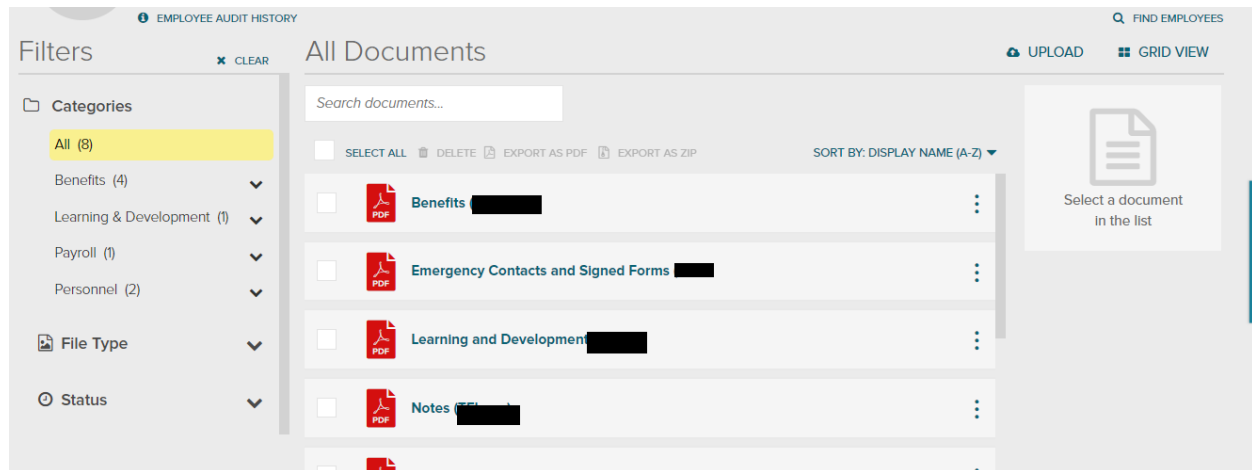 EMPLOYEE AUDIT HISTORY
FIND EMPLOYEES
Filters
CLEAR
All Documents
UPLOAD
GRID VIEW
Categories
All (8)
Benefits (4)
Learning & Development (1)
Payroll (1)
Personnel (2)
File Type
Status
Search documents...
SELECT ALL DELETE EXPORT AS PDF EXPORT AS ZIP SORT BY: DISPLAY NAME (A-Z)
PDF Benefits (
PDF Emergency Contacts and Signed Forms
PDF Learning and Development
PDF Notes (
Select a document
in the list